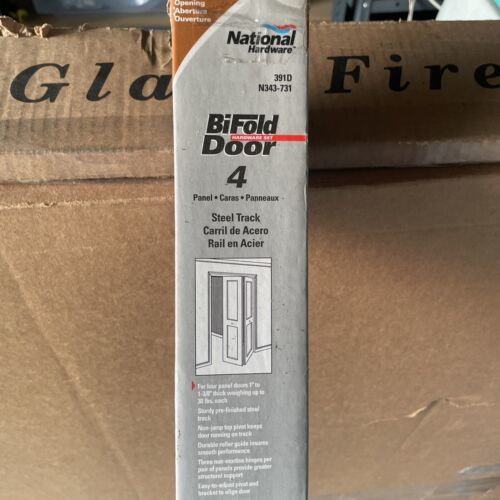 Opening
Abertura
Ouverture
National
Hardware
391D
N343-731
Gla Fire
BiFold
HARDWARE SET
Door
4
Panel • Caras • Panneaux
Steel Track
Carril de Acero
Rail en Acier
For four panel doors 1" to
1-3/8" thick weighing up to
30 lbs. each
Sturdy pre-finished steel
track
Non-jump top pivot keeps
door running on track
Durable roller guide insures
smooth performance
Three non-mortise hinges per
pair of panels provide greater
structural support
Easy-to-adjust pivot and
bracket to align door